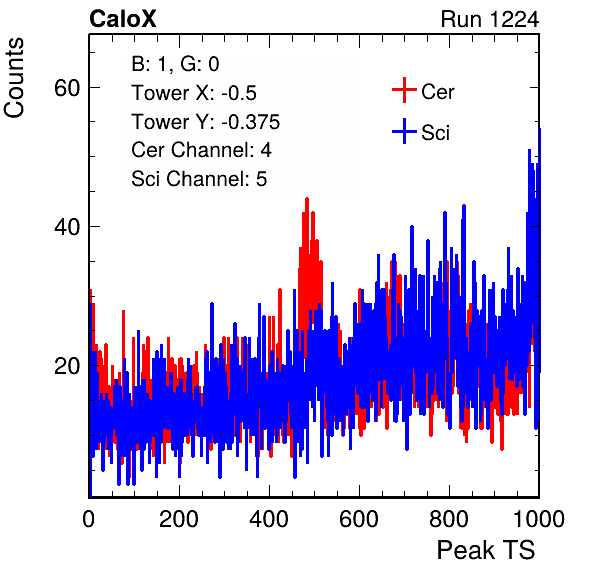 CaloX Run 1224
Counts
B: 1, G: 0
Tower X: -0.5
Tower Y: -0.375
Cer Channel: 4
Sci Channel: 5
Cer
Sci
60
40
20
0 200 400 600 800 1000
Peak TS